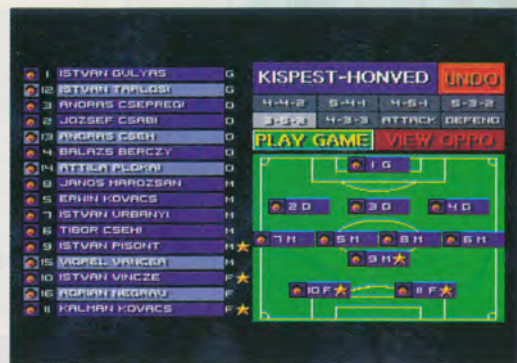 1 ISTVAN GULYAS G
12 ISTVAN TARLOSI G
3 ANDRAS CSEPREGI D
2 JOZSEF CSABI D
13 ANDRAS CSEHI D
4 BALAZS BERCZY D
14 ATTILA PLOKAI D
8 JANOS MAROZSAN M
5 ERWIN KOVACS M
7 ISTVAN URBANYI M
6 TIBOR CSEHI M
9 ISTVAN PISONT M
15 VIOREL VANCEA M
10 ISTVAN VINCZE F
16 ADRIAN NEGRAU F
11 KALMAN KOVACS F
KISPEST-HONVED UNDO
4-4-2 5-4-1 4-5-1 5-3-2
3-5-2 4-3-3 ATTACK DEFEND
PLAY GAME VIEW OPPO
1 G
2 D 3 D 4 D
7 M 5 M 8 M 6 M
9 M
10 F 11 F